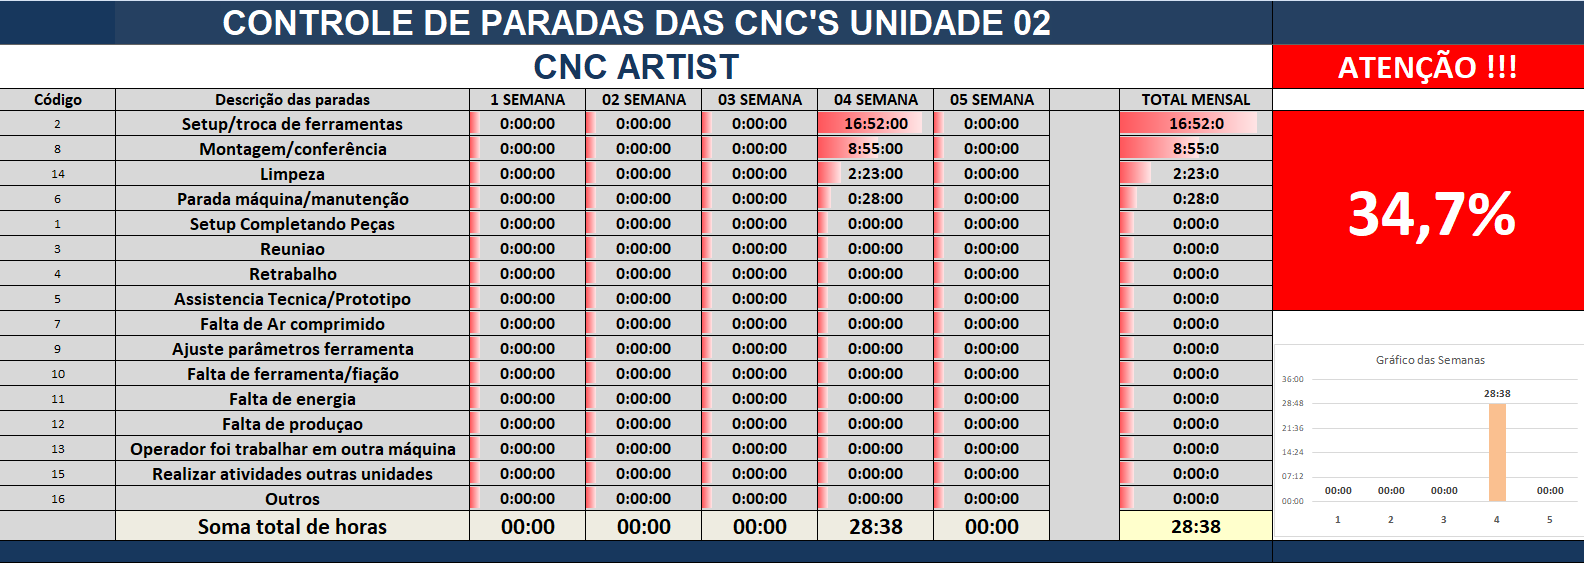 CONTROLE DE PARADAS DAS CNC'S UNIDADE 02
CNC ARTIST
ATENÇÃO !!!
Código Descrição das paradas 1 SEMANA 02 SEMANA 03 SEMANA 04 SEMANA 05 SEMANA TOTAL MENSAL
2 Setup/troca de ferramentas 0:00:00 0:00:00 0:00:00 16:52:00 0:00:00 16:52:0
8 Montagem/conferência 0:00:00 0:00:00 0:00:00 8:55:00 0:00:00 8:55:0
14 Limpeza 0:00:00 0:00:00 0:00:00 2:23:00 0:00:00 2:23:0
6 Parada máquina/manutenção 0:00:00 0:00:00 0:00:00 0:28:00 0:00:00 0:28:0
1 Setup Completando Peças 0:00:00 0:00:00 0:00:00 0:00:00 0:00:00 0:00:0
3 Reuniao 0:00:00 0:00:00 0:00:00 0:00:00 0:00:00 0:00:0
4 Retrabalho 0:00:00 0:00:00 0:00:00 0:00:00 0:00:00 0:00:0
5 Assistencia Tecnica/Prototipo 0:00:00 0:00:00 0:00:00 0:00:00 0:00:00 0:00:0
7 Falta de Ar comprimido 0:00:00 0:00:00 0:00:00 0:00:00 0:00:00 0:00:0
9 Ajuste parâmetros ferramenta 0:00:00 0:00:00 0:00:00 0:00:00 0:00:00 0:00:0
10 Falta de ferramenta/fiação 0:00:00 0:00:00 0:00:00 0:00:00 0:00:00 0:00:0
11 Falta de energia 0:00:00 0:00:00 0:00:00 0:00:00 0:00:00 0:00:0
12 Falta de produçao 0:00:00 0:00:00 0:00:00 0:00:00 0:00:00 0:00:0
13 Operador foi trabalhar em outra máquina 0:00:00 0:00:00 0:00:00 0:00:00 0:00:00 0:00:0
15 Realizar atividades outras unidades 0:00:00 0:00:00 0:00:00 0:00:00 0:00:00 0:00:0
16 Outros 0:00:00 0:00:00 0:00:00 0:00:00 0:00:00 0:00:0
Soma total de horas 00:00 00:00 00:00 28:38 00:00 28:38
34,7%
Gráfico das Semanas
36:00
28:48
21:36
14:24
07:12
00:00
00:00 00:00 00:00 28:38 00:00
1 2 3 4 5